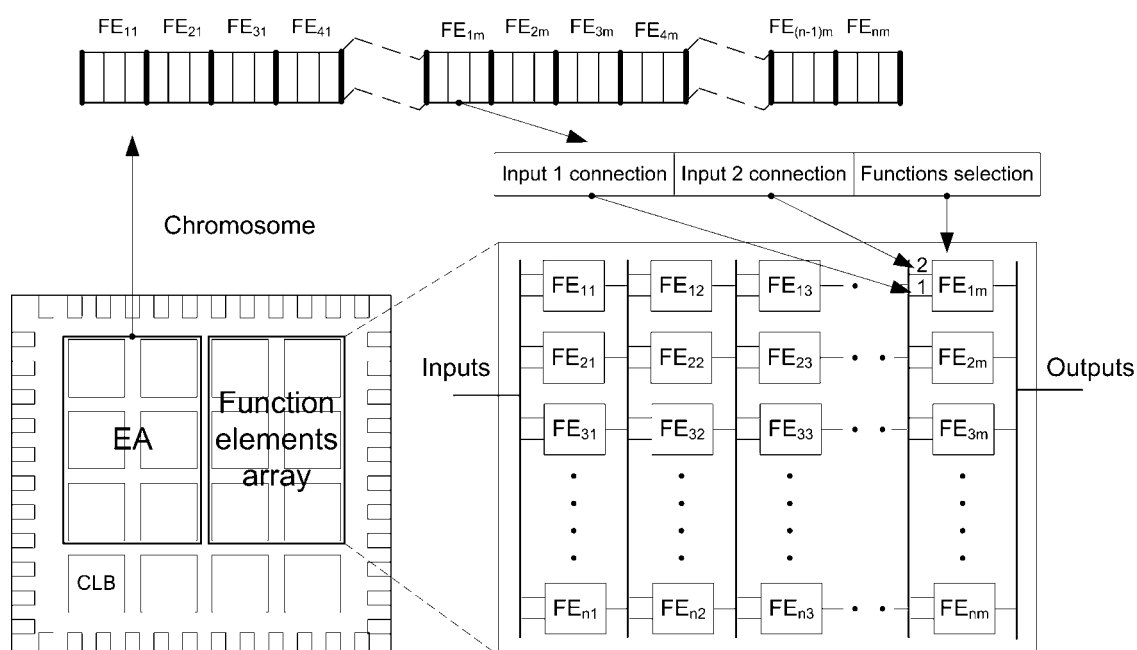 FE11 FE21 FE31 FE41 FE1m FE2m FE3m FE4m FE(n-1)m FEnm
Input 1 connection Input 2 connection Functions selection
Chromosome
2
1
FE11 FE12 FE13 FE1m
FE21 FE22 FE23 FE2m
Inputs Outputs
Function
elements
array
EA
FE31 FE32 FE33 FE3m
CLB
FEn1 FEn2 FEn3 FEnm